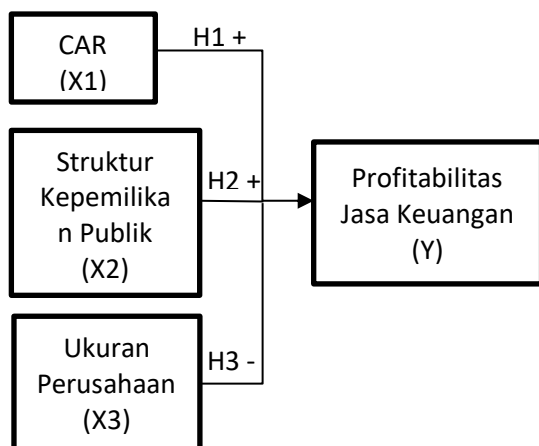 CAR
(X1)
H1 +
Struktur
Kepemilika
n Publik
(X2)
H2 +
Profitabilitas
Jasa Keuangan
(Y)
Ukuran
Perusahaan
(X3)
H3 -